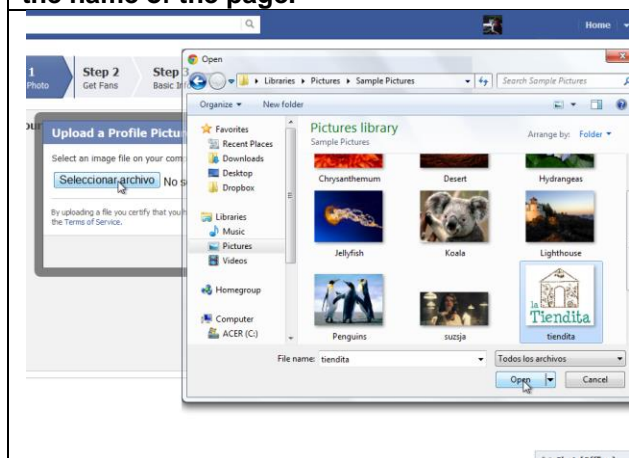 the name of the page.
Home
1
Photo
Step 2
Get Fans
Step 3
Basic Inf
Upload a Profile Pictur
Select an image file on your com
Seleccionar archivo No s
By uploading a file you certify that you h
the Terms of Service.
Open
Libraries
Pictures
Sample Pictures
Search Sample Pictures
Organize
New folder
Favorites
Recent Places
Downloads
Desktop
Dropbox
Libraries
Music
Pictures
Videos
Homegroup
Computer
ACER (C:)
Pictures library
Sample Pictures
Arrange by: Folder
Chrysanthemum
Desert
Hydrangeas
Jellyfish
Koala
Lighthouse
la
Tiendita
Penguins
suzsja
tiendita
File name: tiendita
Todos los archivos
Open
Cancel